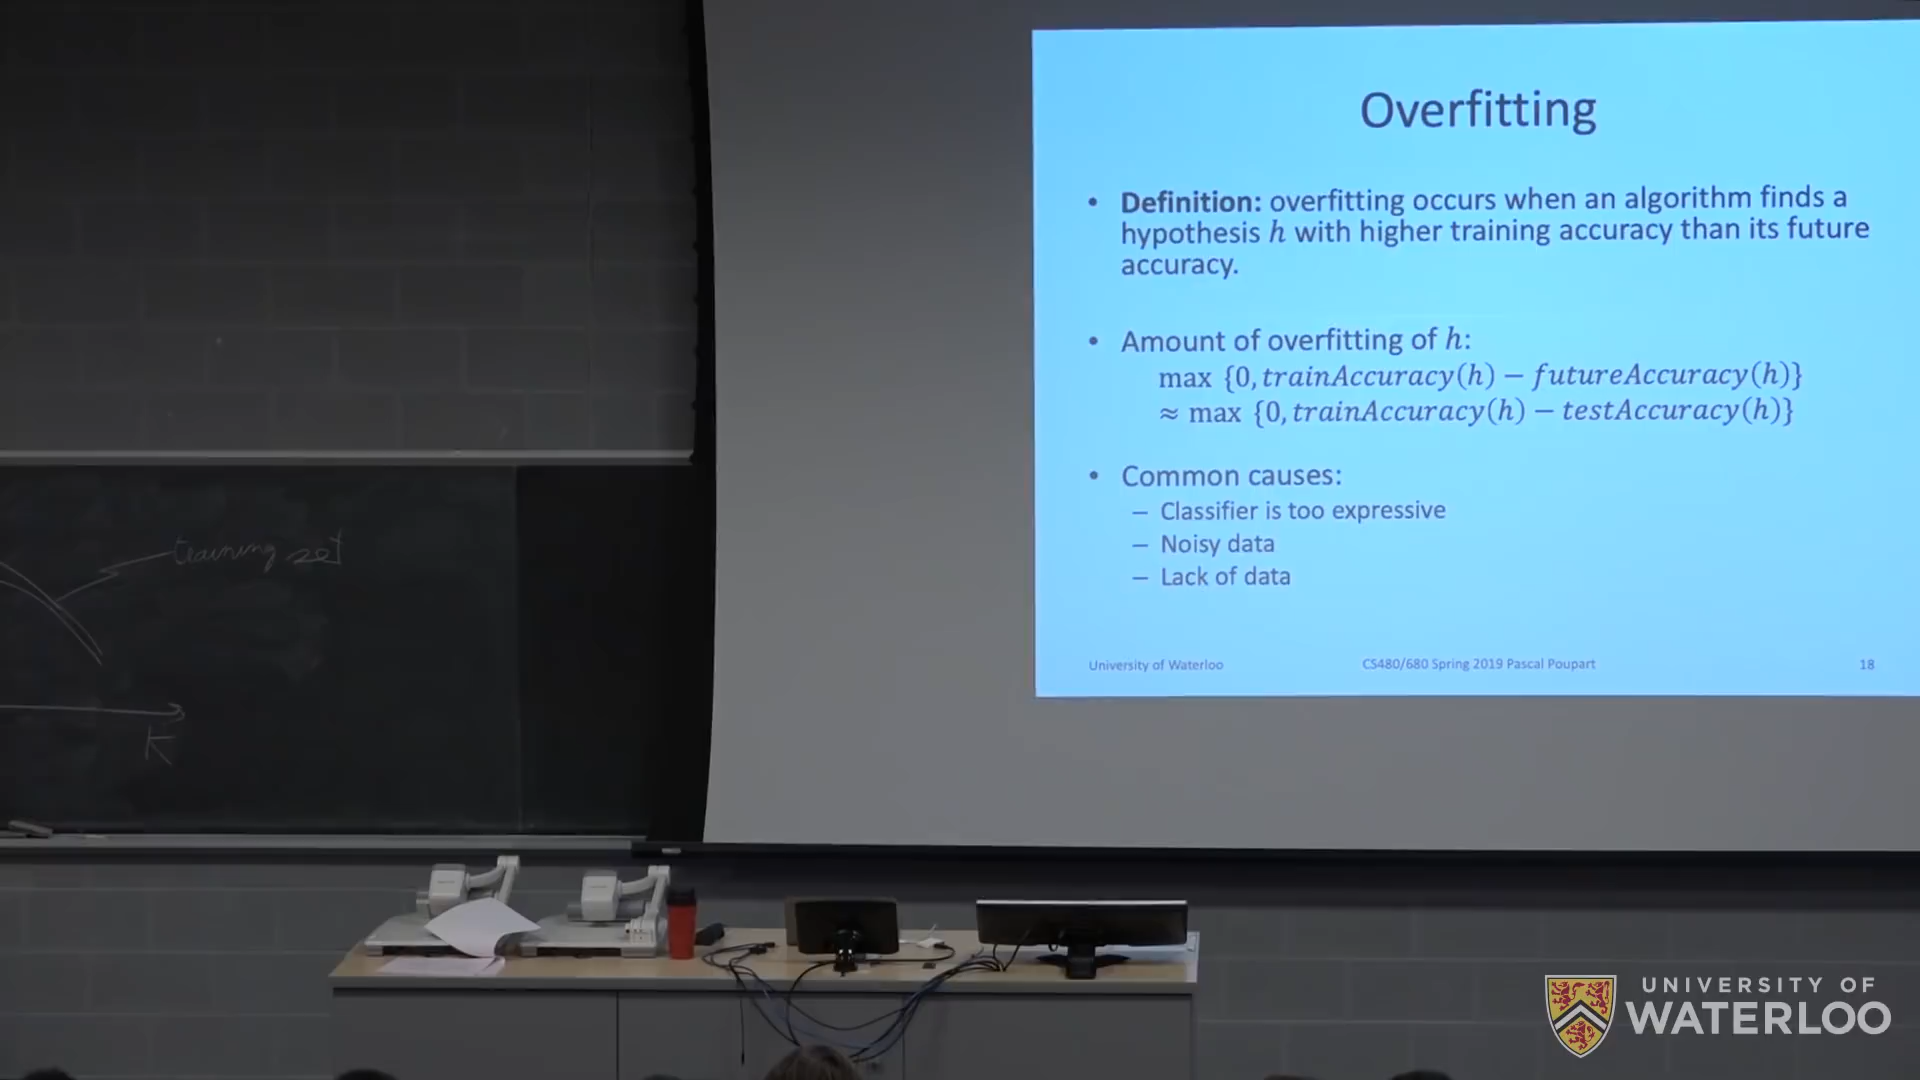 training set
K
Overfitting
• Definition: overfitting occurs when an algorithm finds a
hypothesis h with higher training accuracy than its future
accuracy.
• Amount of overfitting of h:
max {0, trainAccuracy(h) − futureAccuracy(h)}
≈ max {0, trainAccuracy(h) − testAccuracy(h)}
• Common causes:
– Classifier is too expressive
– Noisy data
– Lack of data
University of Waterloo CS480/680 Spring 2019 Pascal Poupart 18
UNIVERSITY OF
WATERLOO